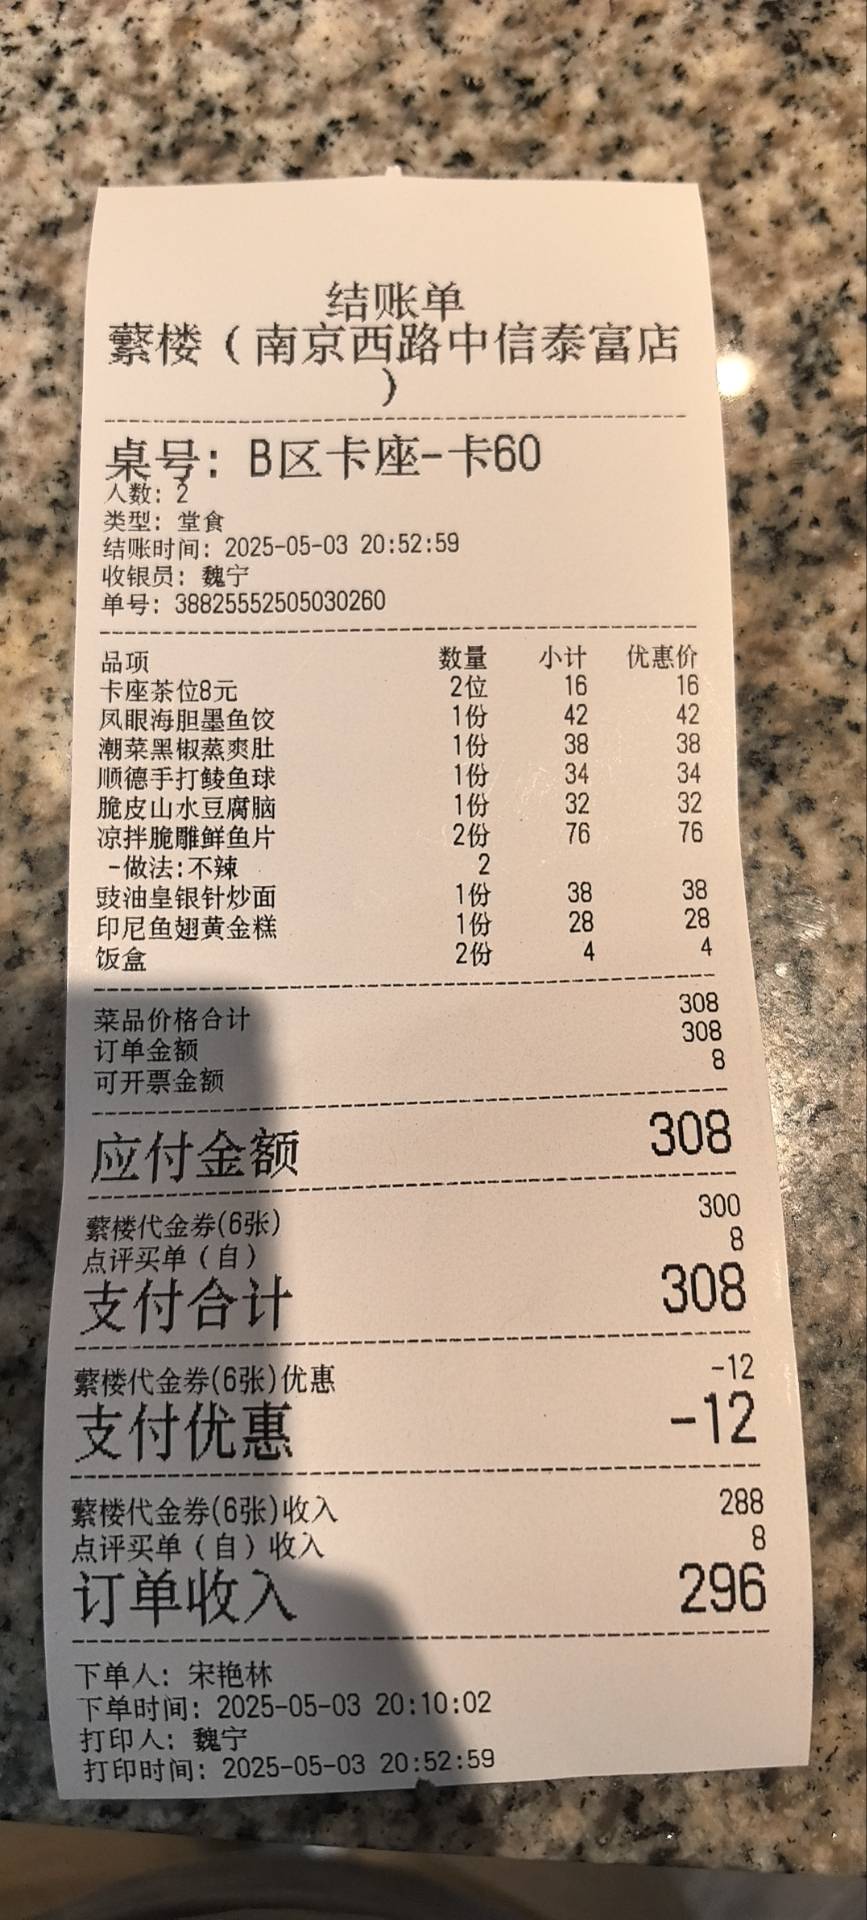 结账单
蘩楼（南京西路中信泰富店
）
桌号: B区卡座-卡60
人数: 2
类型: 堂食
结账时间: 2025-05-03 20:52:59
收银员: 魏宁
单号: 38825552505030260
品项 数量 小计 优惠价
卡座茶位8元 2位 16 16
凤眼海胆墨鱼饺 1份 42 42
潮菜黑椒蒸爽肚 1份 38 38
顺德手打鲮鱼球 1份 34 34
脆皮山水豆腐脑 1份 32 32
凉拌脆雕鲜鱼片 2份 76 76
-做法:不辣 2
豉油皇银针炒面 1份 38 38
印尼鱼翅黄金糕 1份 28 28
饭盒 2份 4 4
菜品价格合计 308
订单金额 308
可开票金额 8
应付金额 308
蘩楼代金券(6张) 300
点评买单（自） 8
支付合计 308
蘩楼代金券(6张)优惠 -12
支付优惠 -12
蘩楼代金券(6张)收入 288
点评买单（自）收入 8
订单收入 296
下单人: 宋艳林
下单时间: 2025-05-03 20:10:02
打印人: 魏宁
打印时间: 2025-05-03 20:52:59